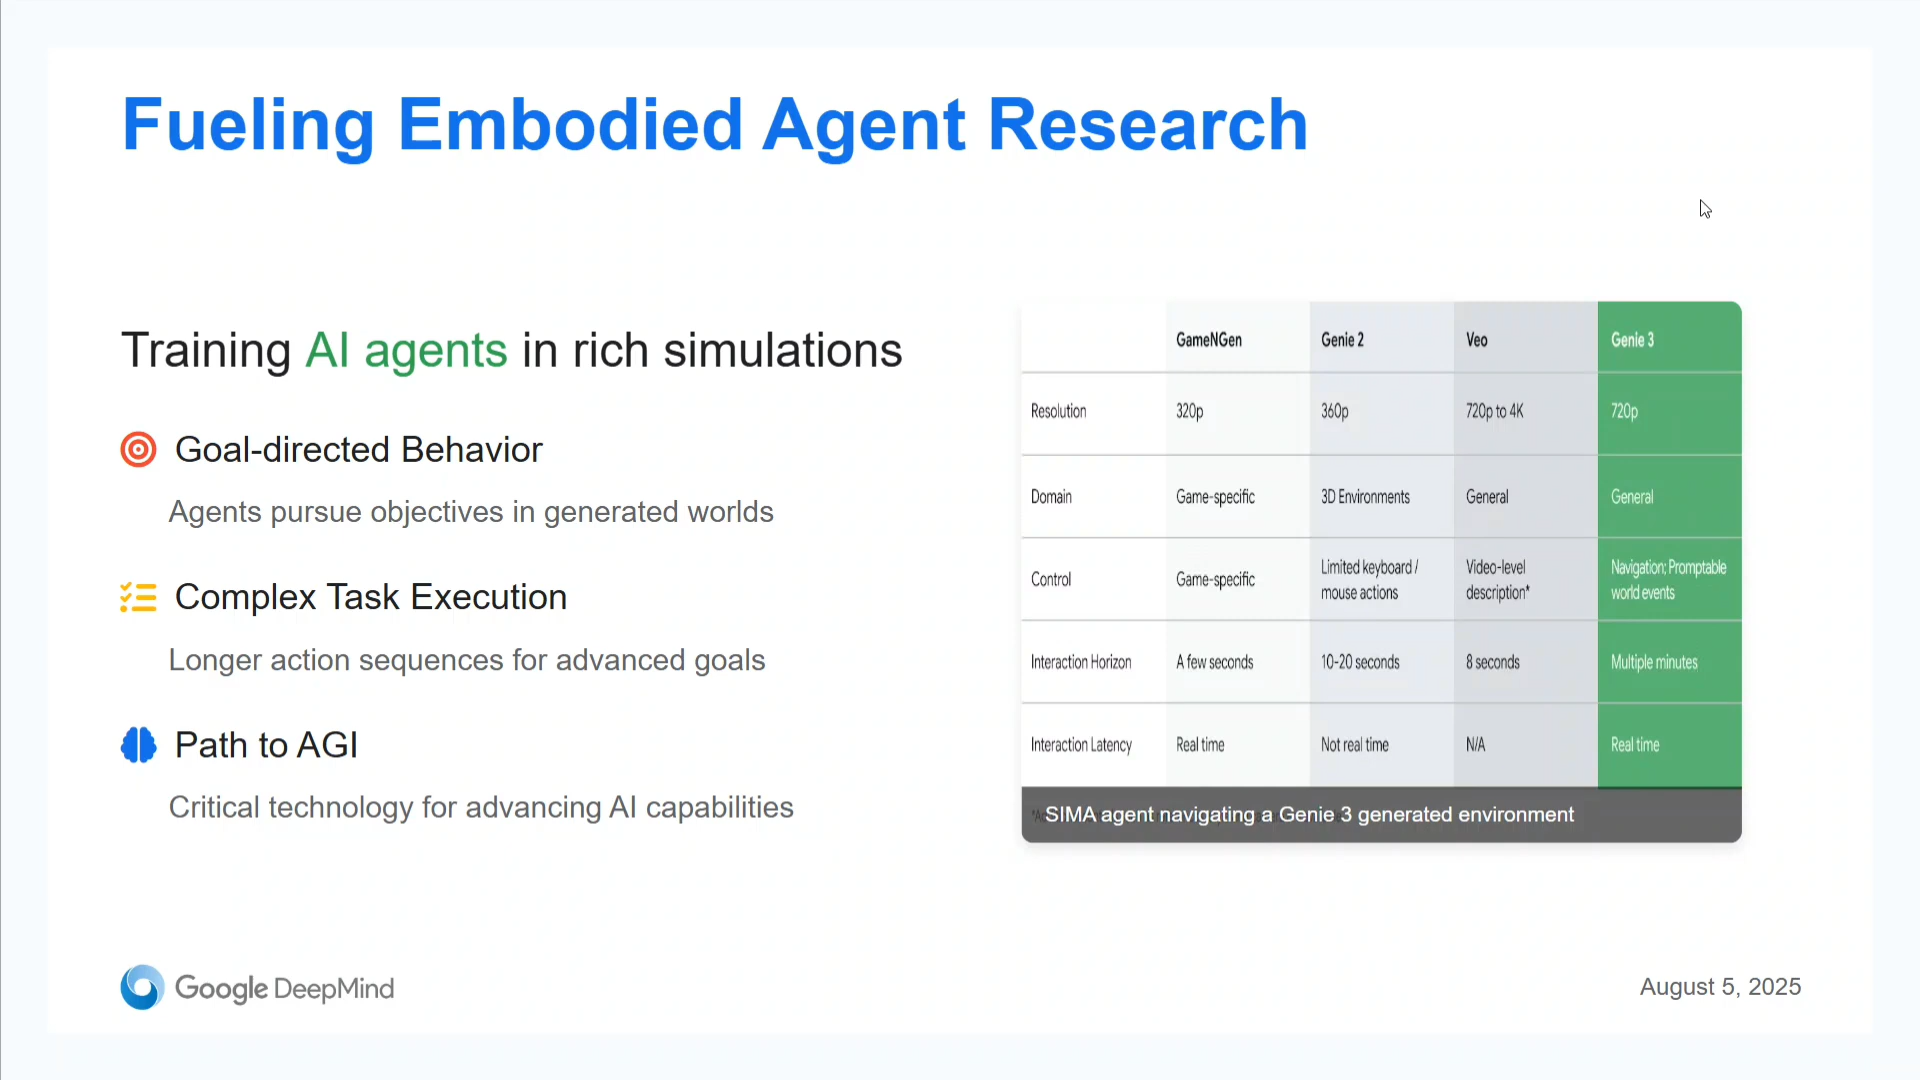 Fueling Embodied Agent Research
Training AI agents in rich simulations
Goal-directed Behavior
Agents pursue objectives in generated worlds
Complex Task Execution
Longer action sequences for advanced goals
Path to AGI
Critical technology for advancing AI capabilities
GameNGen Genie 2 Veo Genie 3
Resolution 320p 360p 720p to 4K 720p
Domain Game-specific 3D Environments General General
Control Game-specific Limited keyboard / mouse actions Video-level description* Navigation; Promptable world events
Interaction Horizon A few seconds 10-20 seconds 8 seconds Multiple minutes
Interaction Latency Real time Not real time N/A Real time
SIMA agent navigating a Genie 3 generated environment
Google DeepMind
August 5, 2025